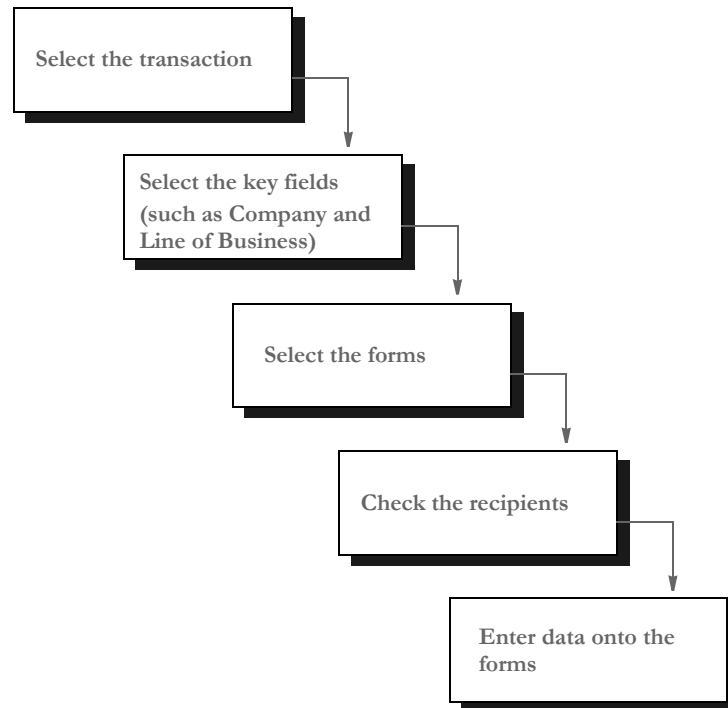 Select the transaction
Select the key fields
(such as Company and
Line of Business)
Select the forms
Check the recipients
Enter data onto the
forms